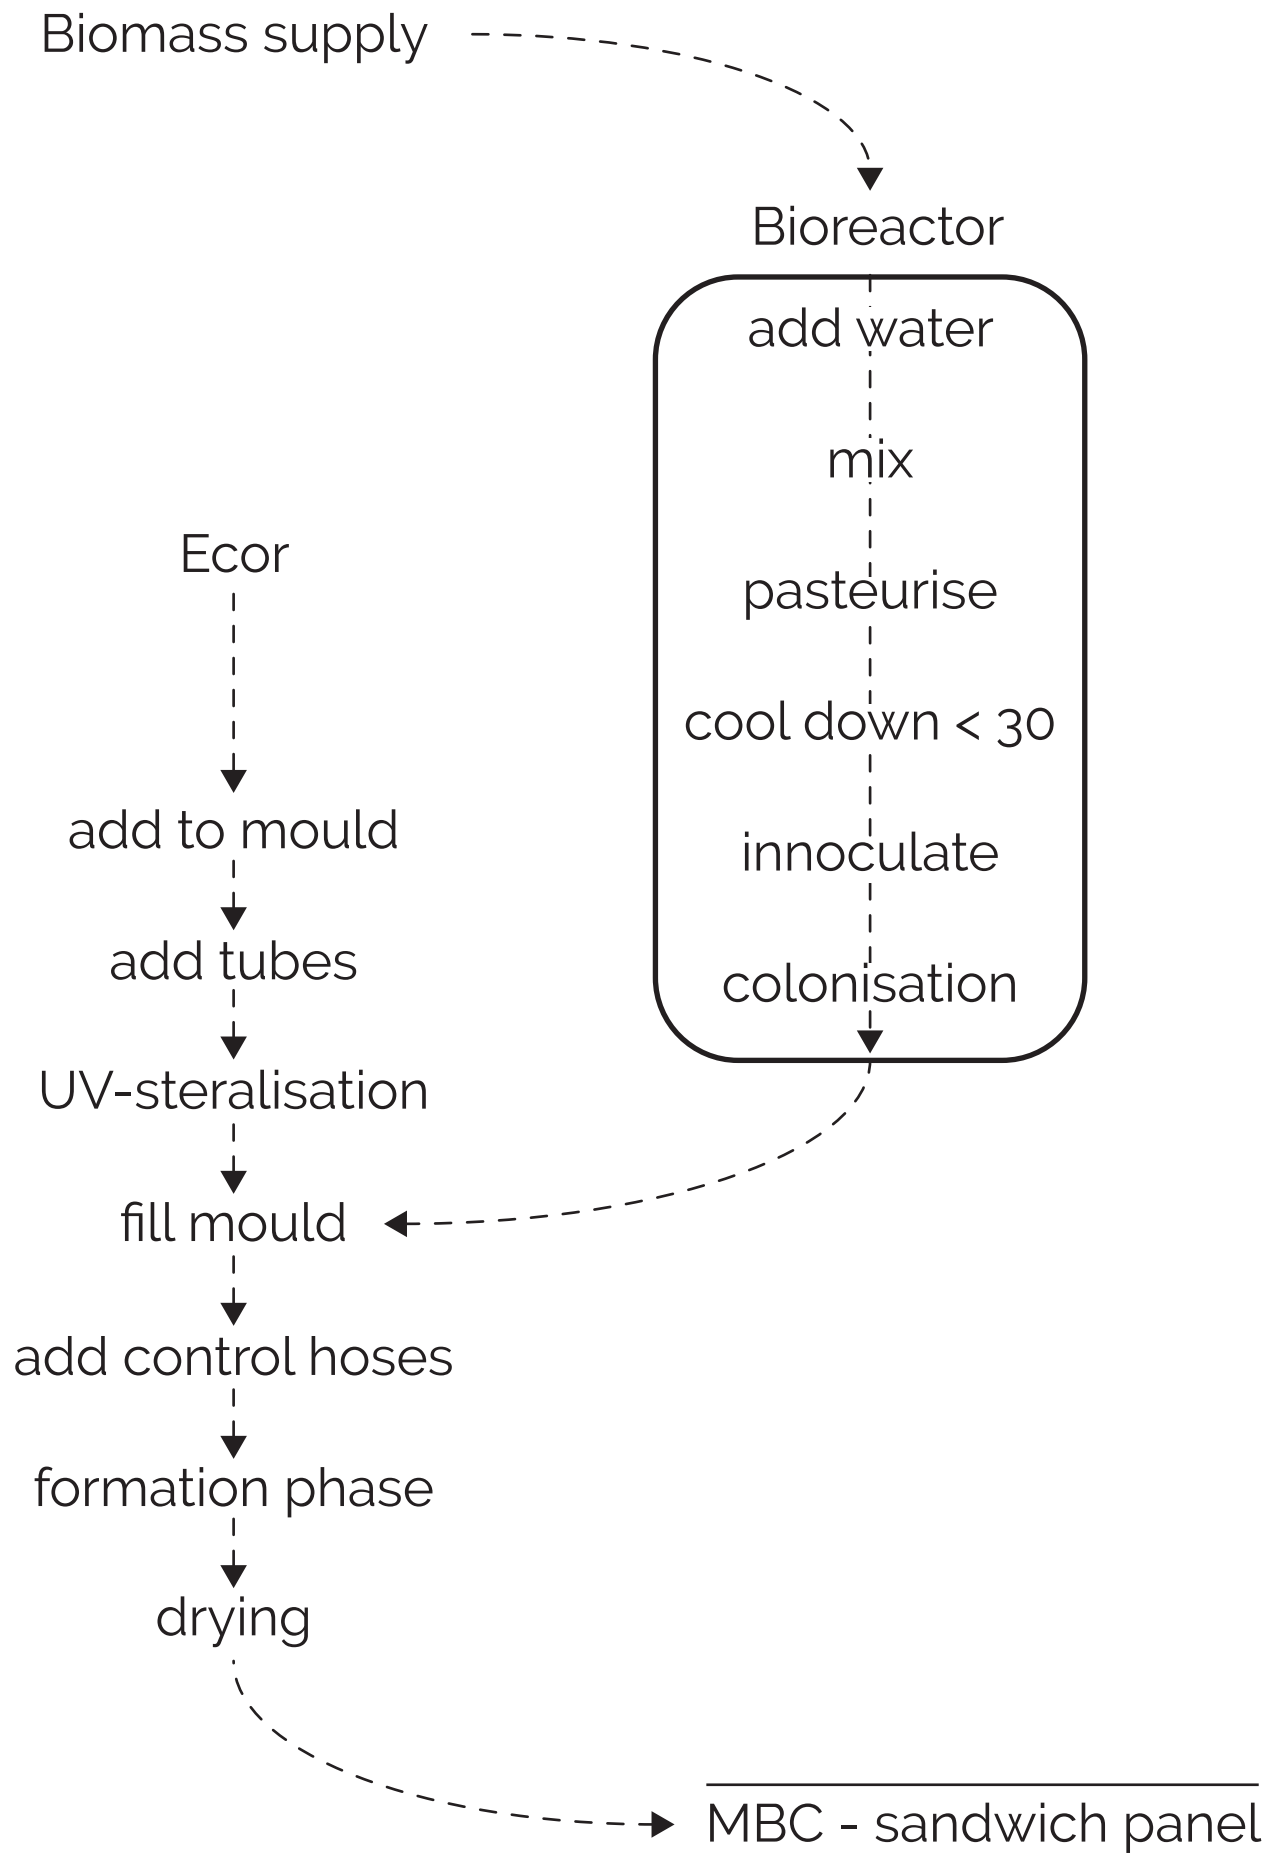 Biomass supply
Bioreactor
add water
mix
pasteurise
cool down < 30
innoculate
colonisation
Ecor
add to mould
add tubes
UV-steralisation
fill mould
add control hoses
formation phase
drying
MBC - sandwich panel